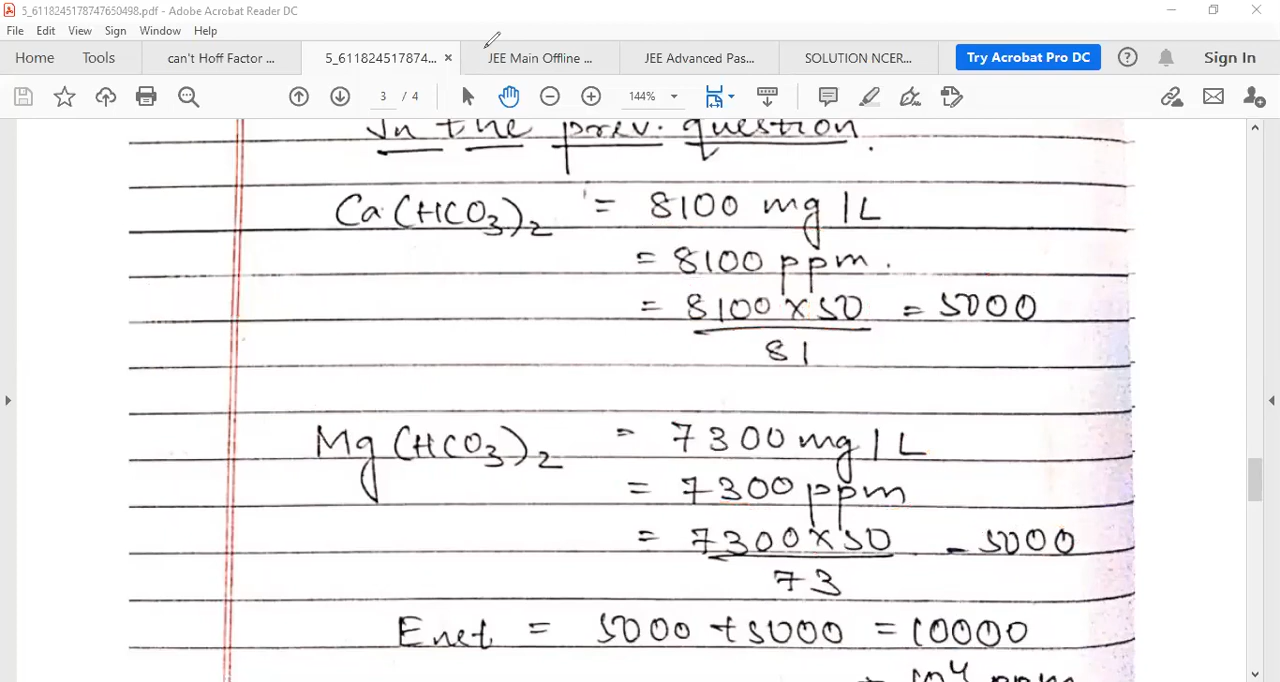 5_6118245178747650498.pdf - Adobe Acrobat Reader DC
File Edit View Sign Window Help
Home Tools can't Hoff Factor ... 5_611824517874... × JEE Main Offline ... JEE Advanced Pas... SOLUTION NCER... Try Acrobat Pro DC Sign In
3 / 4 144%
In the prev. question.
Ca(HCO3)2 = 8100 mg/L
= 8100 ppm.
= 8100 × 50 = 5000
81
Mg(HCO3)2 = 7300 mg/L
= 7300 ppm
= 7300 × 50 = 5000
73
Enet = 5000 + 5000 = 10000